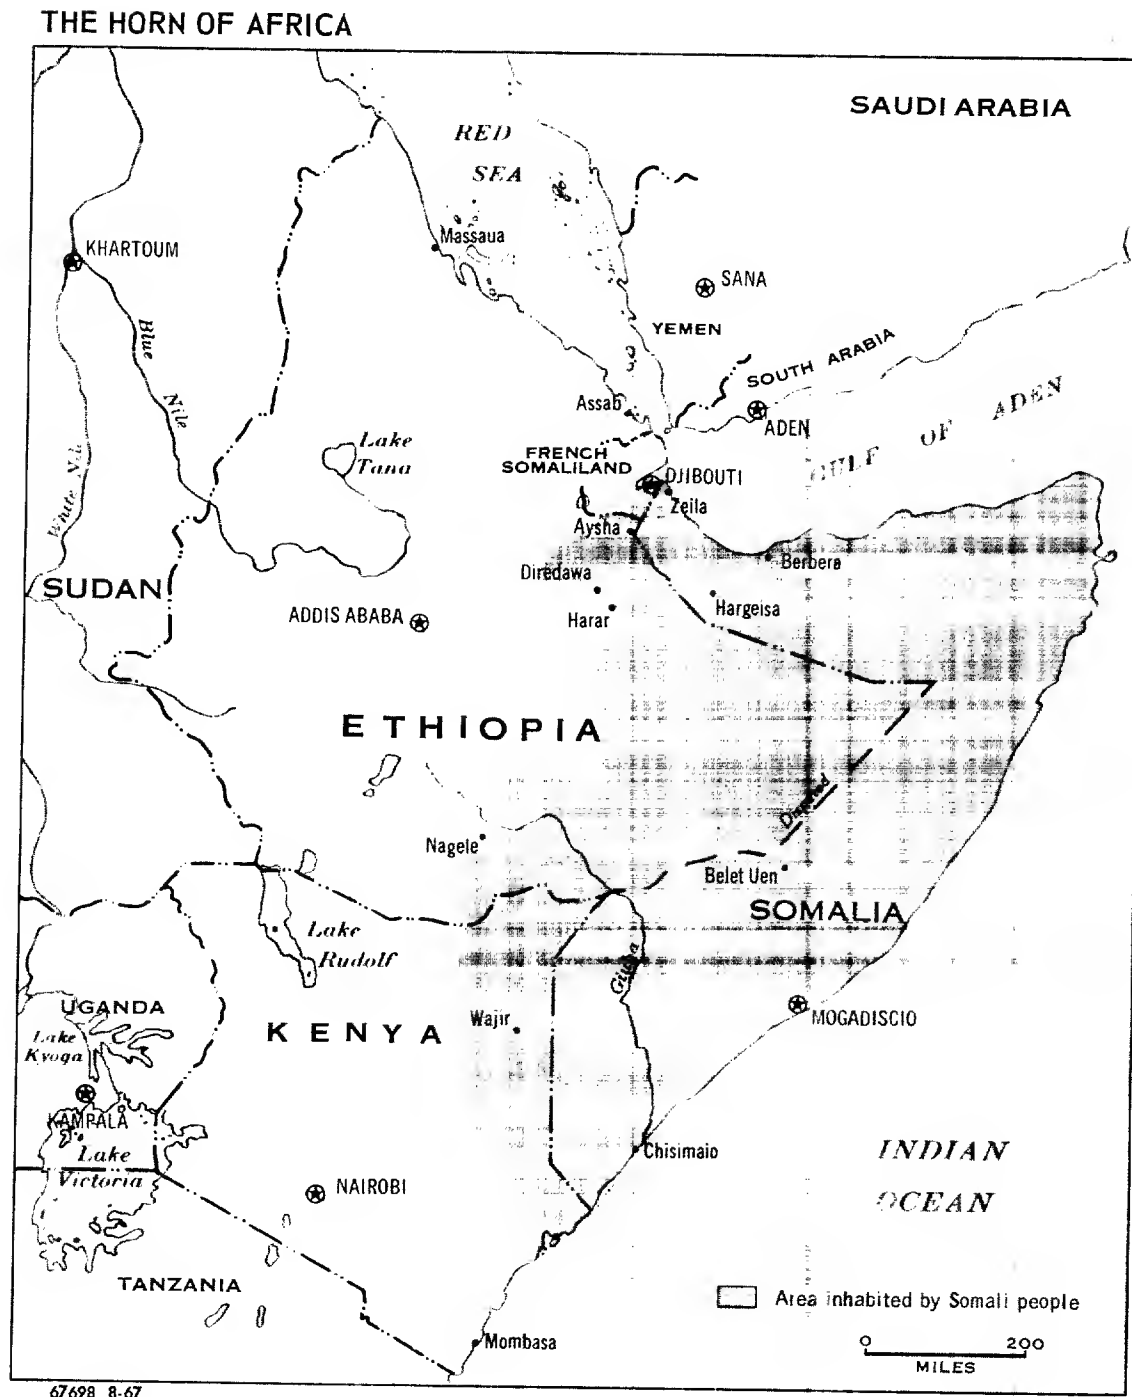 THE HORN OF AFRICA
SAUDI ARABIA
RED
SEA
KHARTOUM
Massaua
SANA
YEMEN
Blue
Nile
SOUTH ARABIA
Assab
ADEN
GULF OF ADEN
Lake
Tana
FRENCH
SOMALILAND
DJIBOUTI
Zeila
White Nile
Aysha
Berbera
Diredawa
SUDAN
Harar
Hargeisa
ADDIS ABABA
ETHIOPIA
Disputed
Nagele
Belet Uen
SOMALIA
Lake
Rudolf
Giuba
UGANDA
Lake
Kyoga
KENYA
Wajir
MOGADISCIO
KAMPALA
Lake
Victoria
Chisimaio
INDIAN
OCEAN
NAIROBI
TANZANIA
Area inhabited by Somali people
Mombasa
0 200
MILES
67698 8-67